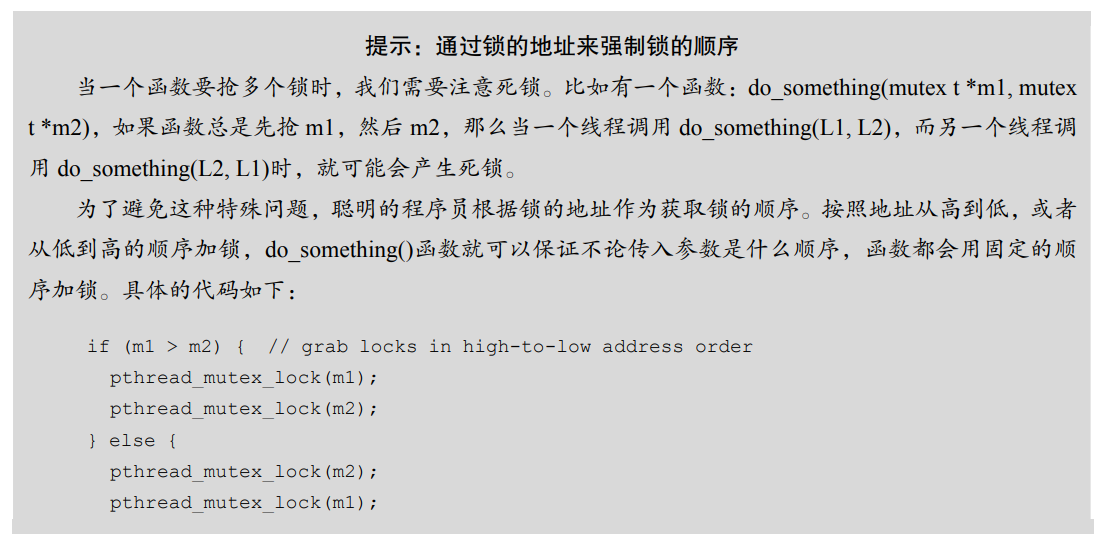 提示：通过锁的地址来强制锁的顺序
当一个函数要抢多个锁时，我们需要注意死锁。比如有一个函数：do_something(mutex t *m1, mutex
t *m2)，如果函数总是先抢 m1，然后 m2，那么当一个线程调用 do_something(L1, L2)，而另一个线程调
用 do_something(L2, L1)时，就可能会产生死锁。
为了避免这种特殊问题，聪明的程序员根据锁的地址作为获取锁的顺序。按照地址从高到低，或者
从低到高的顺序加锁，do_something()函数就可以保证不论传入参数是什么顺序，函数都会用固定的顺
序加锁。具体的代码如下：
if (m1 > m2) {  // grab locks in high-to-low address order
  pthread_mutex_lock(m1);
  pthread_mutex_lock(m2);
} else {
  pthread_mutex_lock(m2);
  pthread_mutex_lock(m1);